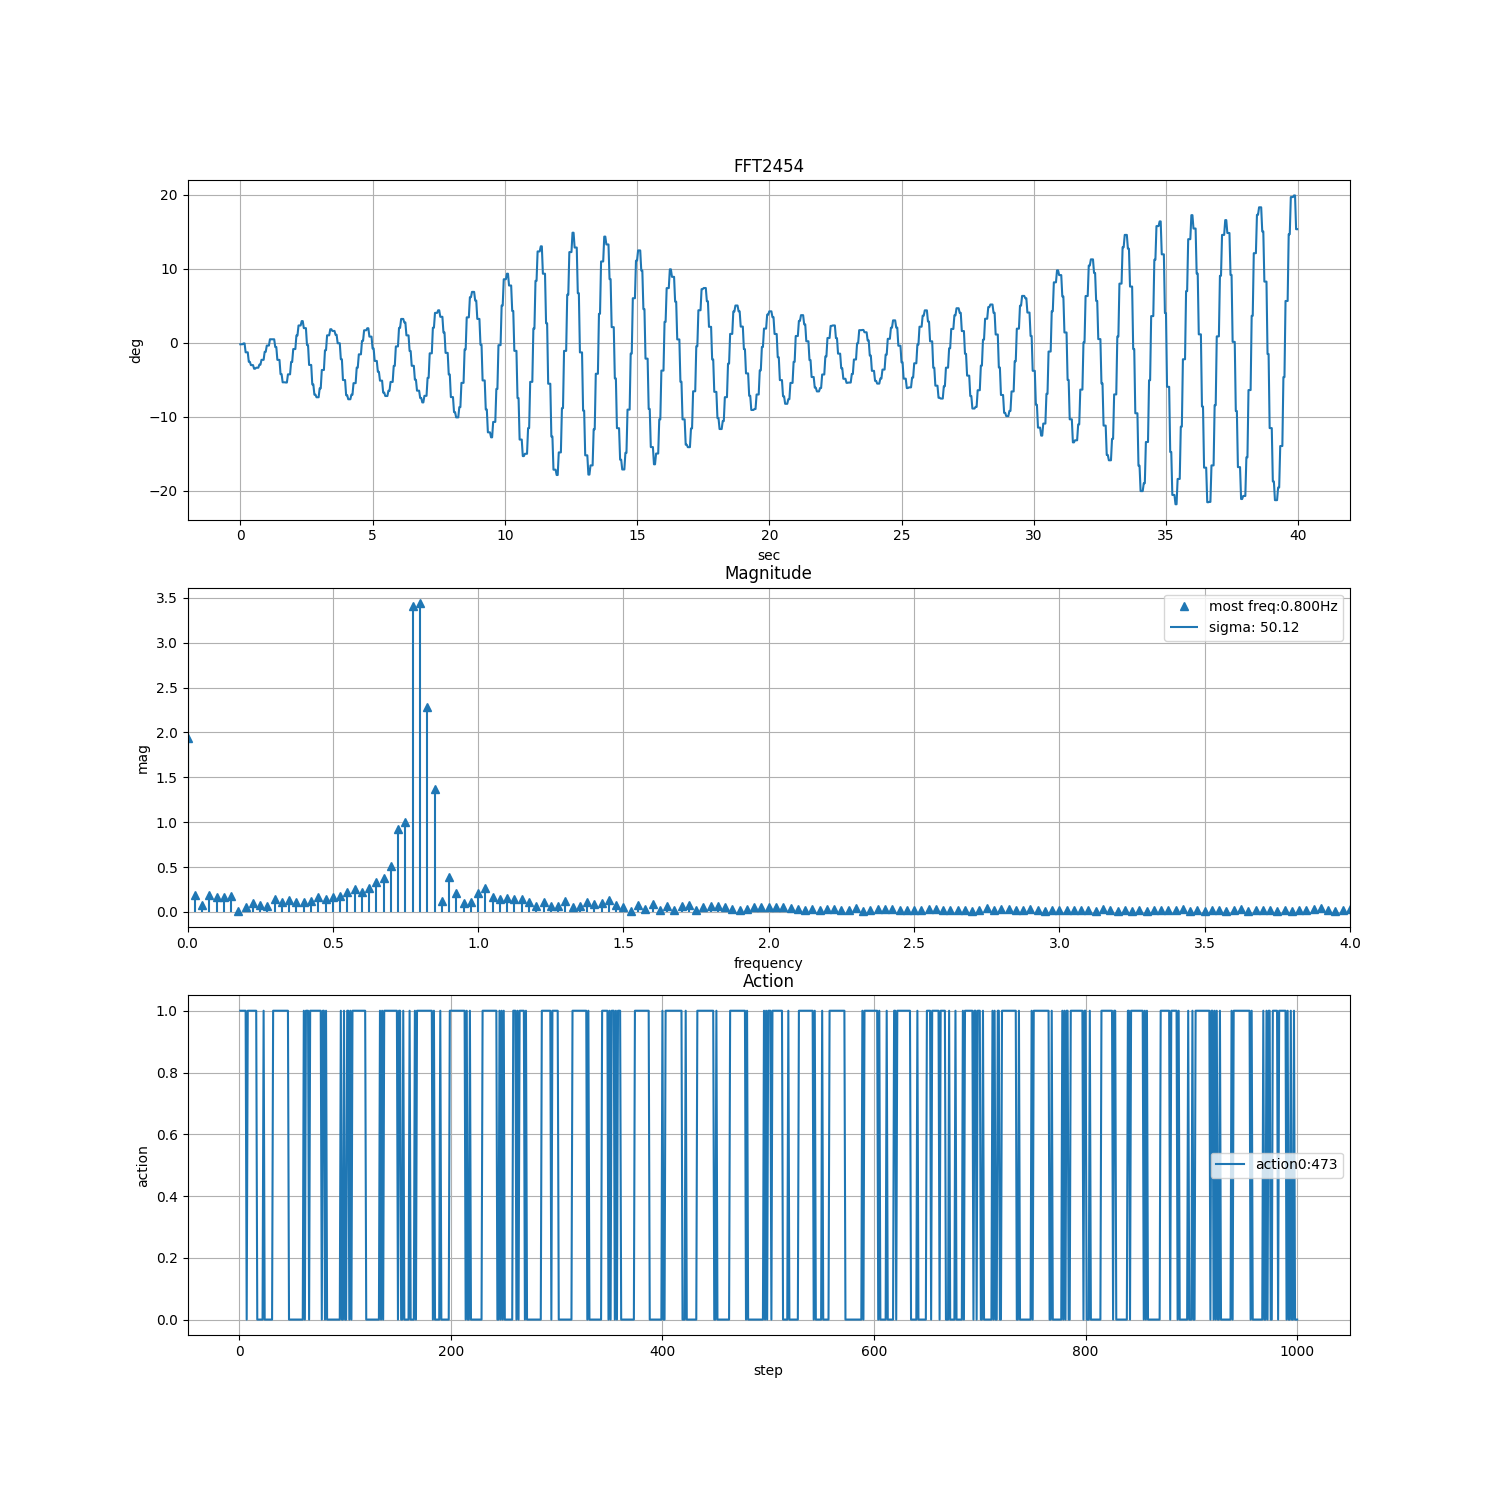 FFT2454
20
10
0
−10
−20
deg
0 5 10 15 20 25 30 35 40
sec
Magnitude
3.5
3.0
2.5
2.0
1.5
1.0
0.5
0.0
mag
most freq:0.800Hz
sigma: 50.12
0.0 0.5 1.0 1.5 2.0 2.5 3.0 3.5 4.0
frequency
Action
1.0
0.8
0.6
0.4
0.2
0.0
action
action0:473
0 200 400 600 800 1000
step